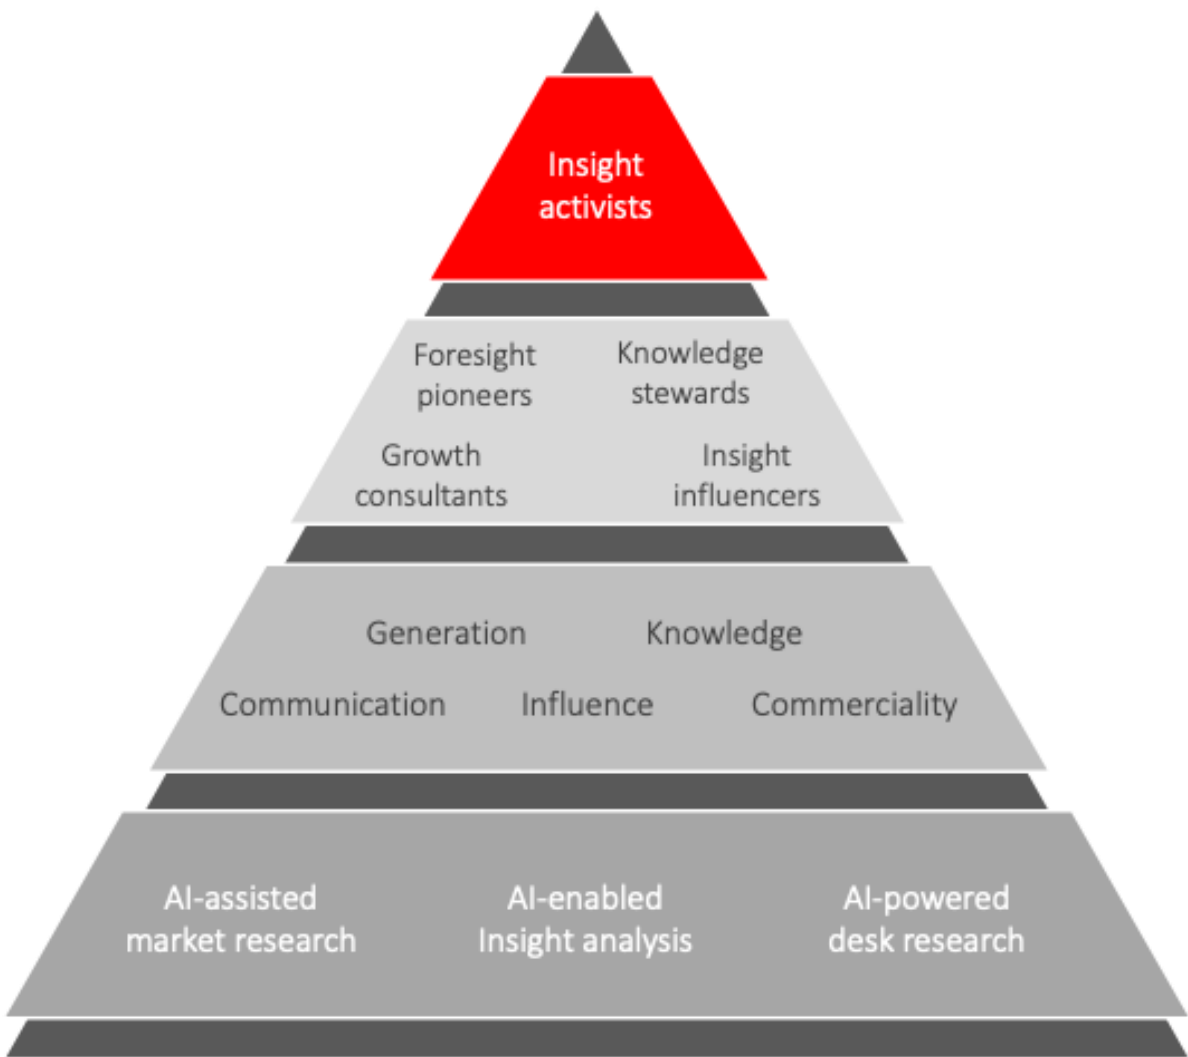 Insight
activists
Foresight
pioneers
Knowledge
stewards
Growth
consultants
Insight
influencers
Generation
Knowledge
Communication
Influence
Commerciality
AI-assisted
market research
AI-enabled
Insight analysis
AI-powered
desk research